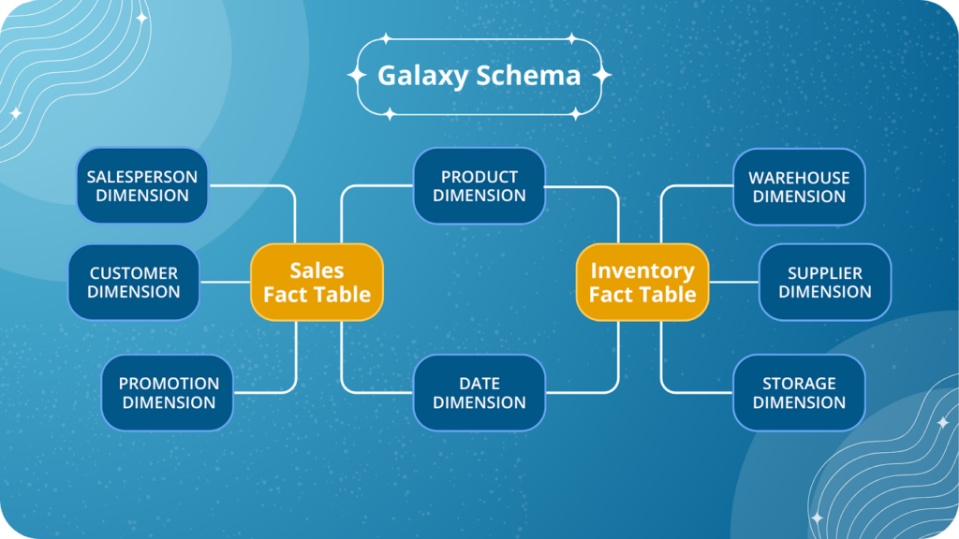 Galaxy Schema
SALESPERSON
DIMENSION
PRODUCT
DIMENSION
WAREHOUSE
DIMENSION
CUSTOMER
DIMENSION
Sales
Fact Table
Inventory
Fact Table
SUPPLIER
DIMENSION
PROMOTION
DIMENSION
DATE
DIMENSION
STORAGE
DIMENSION